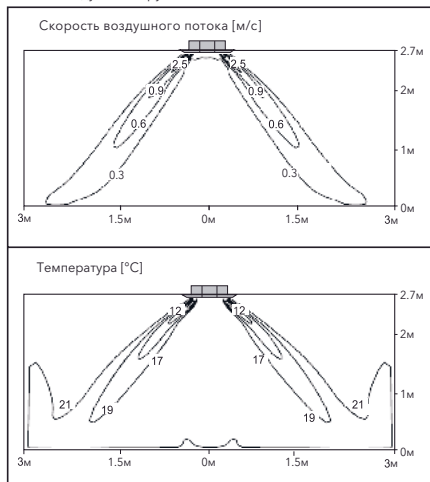 Скорость воздушного потока [м/с]
2.7м
2.5 2.5
2м
0.9 0.9
0.6 0.6
1м
0.3 0.3
0м
3м 1.5м 0м 1.5м 3м
Температура [°C]
2.7м
12 12
2м
17 17
1м
21 21
19 19
0м
3м 1.5м 0м 1.5м 3м